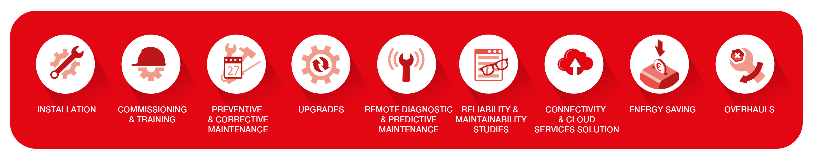 27
INSTALLATION
COMMISSIONING
& TRAINING
PREVENTIVE
& CORRECTIVE
MAINTENANCE
UPGRADES
REMOTE DIAGNOSTIC
& PREDICTIVE
MAINTENANCE
RELIABILITY &
MAINTAINABILITY
STUDIES
CONNECTIVITY
& CLOUD
SERVICES SOLUTION
ENERGY SAVING
OVERHAULS